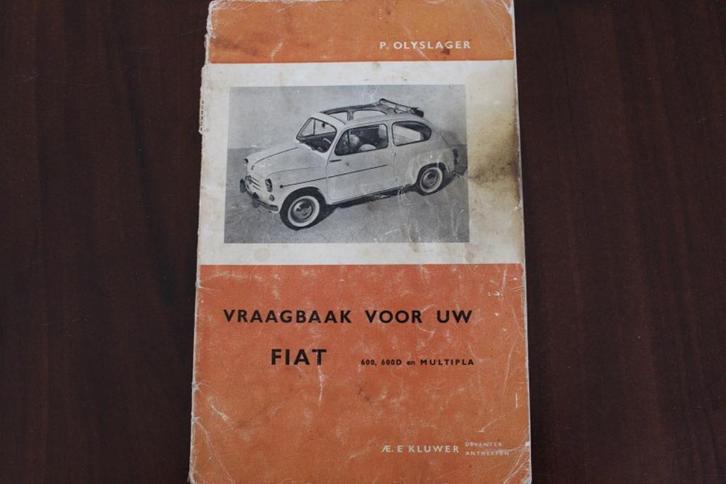 P. OLYSLAGER
VRAAGBAAK VOOR UW
FIAT 600, 600D en MULTIPLA
Æ. E KLUWER DEVENTER
ANTWERPEN